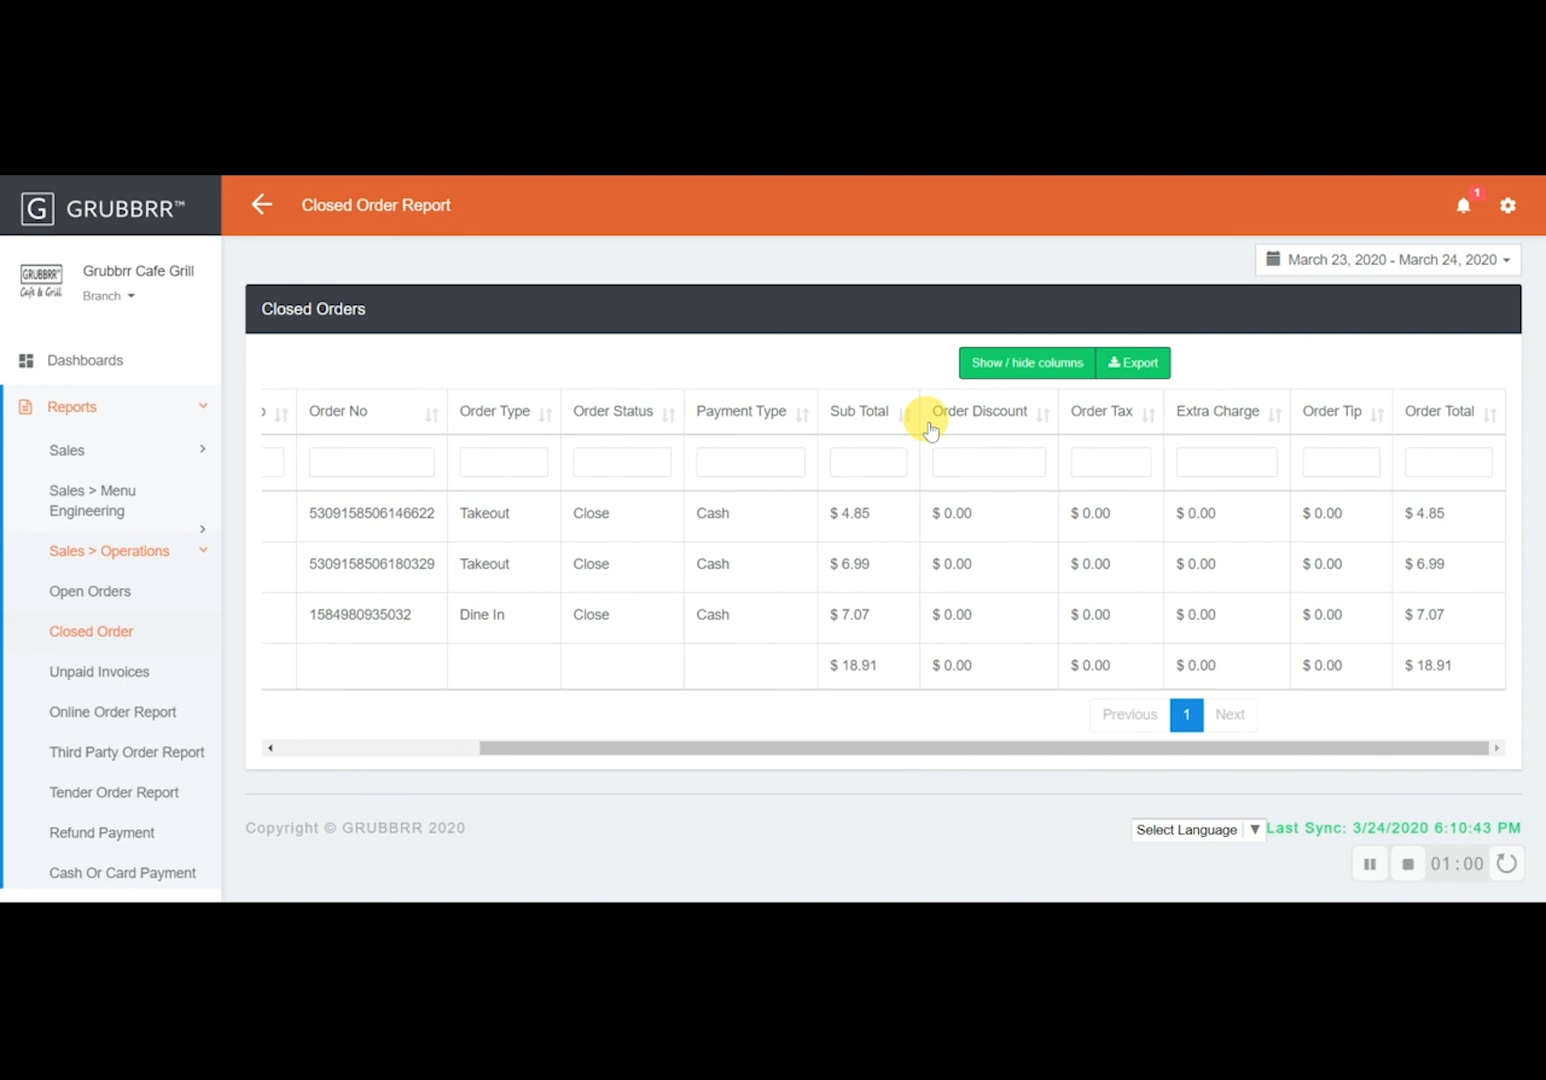 G GRUBBRR™
Closed Order Report
1
GRUBBRR™
Cafe & Grill
Grubbrr Cafe Grill
Branch
March 23, 2020 - March 24, 2020
Closed Orders
Dashboards
Show / hide columns
Export
Reports
Order No
Order Type
Order Status
Payment Type
Sub Total
Order Discount
Order Tax
Extra Charge
Order Tip
Order Total
Sales
Sales > Menu
Engineering
5309158506146622 Takeout Close Cash $ 4.85 $ 0.00 $ 0.00 $ 0.00 $ 0.00 $ 4.85
Sales > Operations
5309158506180329 Takeout Close Cash $ 6.99 $ 0.00 $ 0.00 $ 0.00 $ 0.00 $ 6.99
Open Orders
1584980935032 Dine In Close Cash $ 7.07 $ 0.00 $ 0.00 $ 0.00 $ 0.00 $ 7.07
Closed Order
$ 18.91 $ 0.00 $ 0.00 $ 0.00 $ 0.00 $ 18.91
Unpaid Invoices
Online Order Report
Previous 1 Next
Third Party Order Report
Tender Order Report
Refund Payment
Cash Or Card Payment
Copyright © GRUBBRR 2020
Select Language ▼
Last Sync: 3/24/2020 6:10:43 PM
01:00